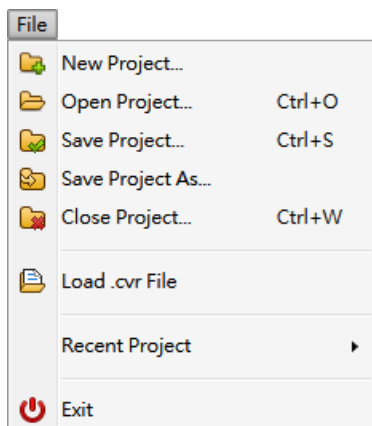 File
New Project...
Open Project... Ctrl+O
Save Project... Ctrl+S
Save Project As...
Close Project... Ctrl+W
Load .cvr File
Recent Project
Exit